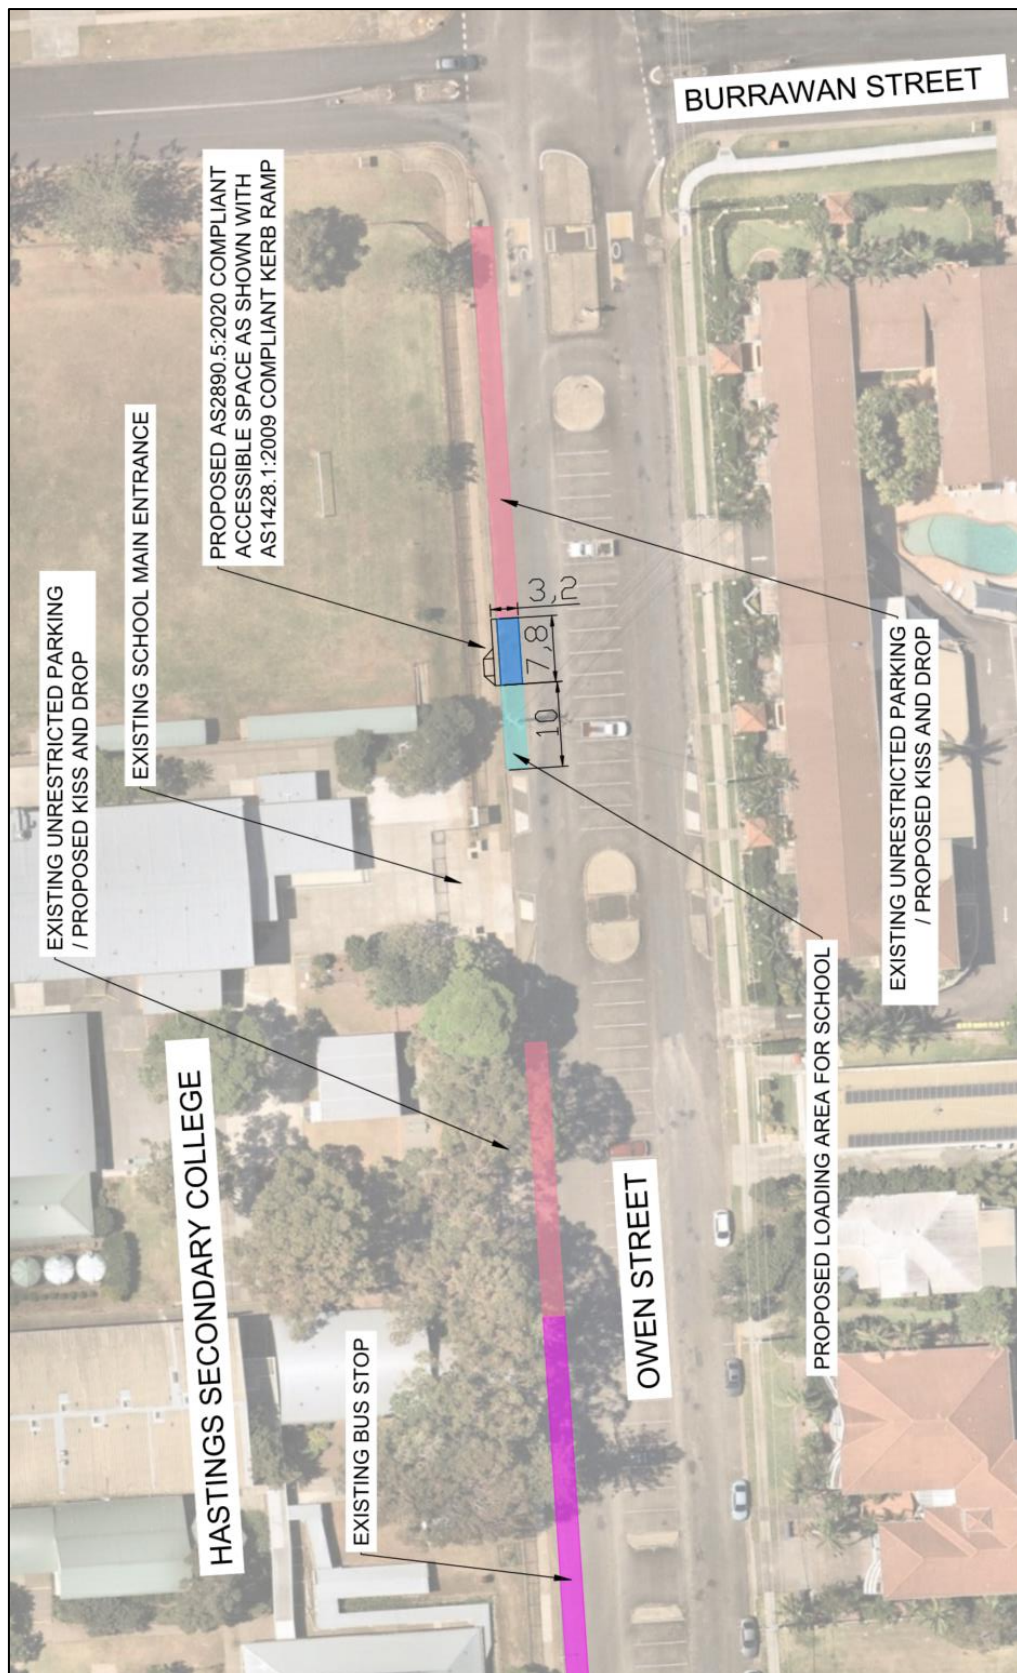 BURRAWAN STREET
PROPOSED AS2890.5:2020 COMPLIANT
ACCESSIBLE SPACE AS SHOWN WITH
AS1428.1:2009 COMPLIANT KERB RAMP
EXISTING SCHOOL MAIN ENTRANCE
EXISTING UNRESTRICTED PARKING
/ PROPOSED KISS AND DROP
3,2
7,8
10
EXISTING UNRESTRICTED PARKING
/ PROPOSED KISS AND DROP
PROPOSED LOADING AREA FOR SCHOOL
HASTINGS SECONDARY COLLEGE
OWEN STREET
EXISTING BUS STOP